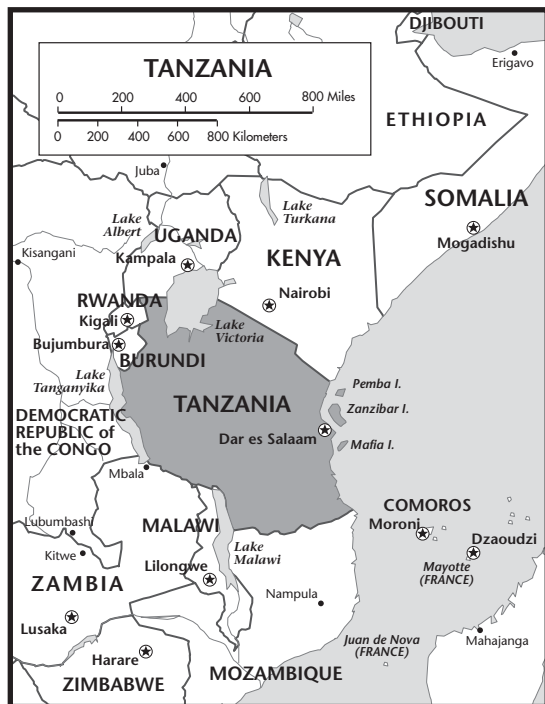 DJIBOUTI
TANZANIA
0 200 400 600 800 Miles
0 200 400 600 800 Kilometers
Erigavo
ETHIOPIA
Juba
SOMALIA
Lake
Turkana
Lake
Albert
UGANDA
Mogadishu
Kisangani
Kampala
KENYA
RWANDA
Nairobi
Kigali
Lake
Victoria
Bujumbura
BURUNDI
Lake
Tanganyika
Pemba I.
TANZANIA
Zanzibar I.
DEMOCRATIC
REPUBLIC of
the CONGO
Dar es Salaam
Mafia I.
Mbala
COMOROS
Moroni
Lubumbashi
MALAWI
Dzaoudzi
Kitwe
Lake
Malawi
Mayotte
(FRANCE)
Lilongwe
ZAMBIA
Nampula
Lusaka
Juan de Nova
(FRANCE)
Mahajanga
Harare
MOZAMBIQUE
ZIMBABWE